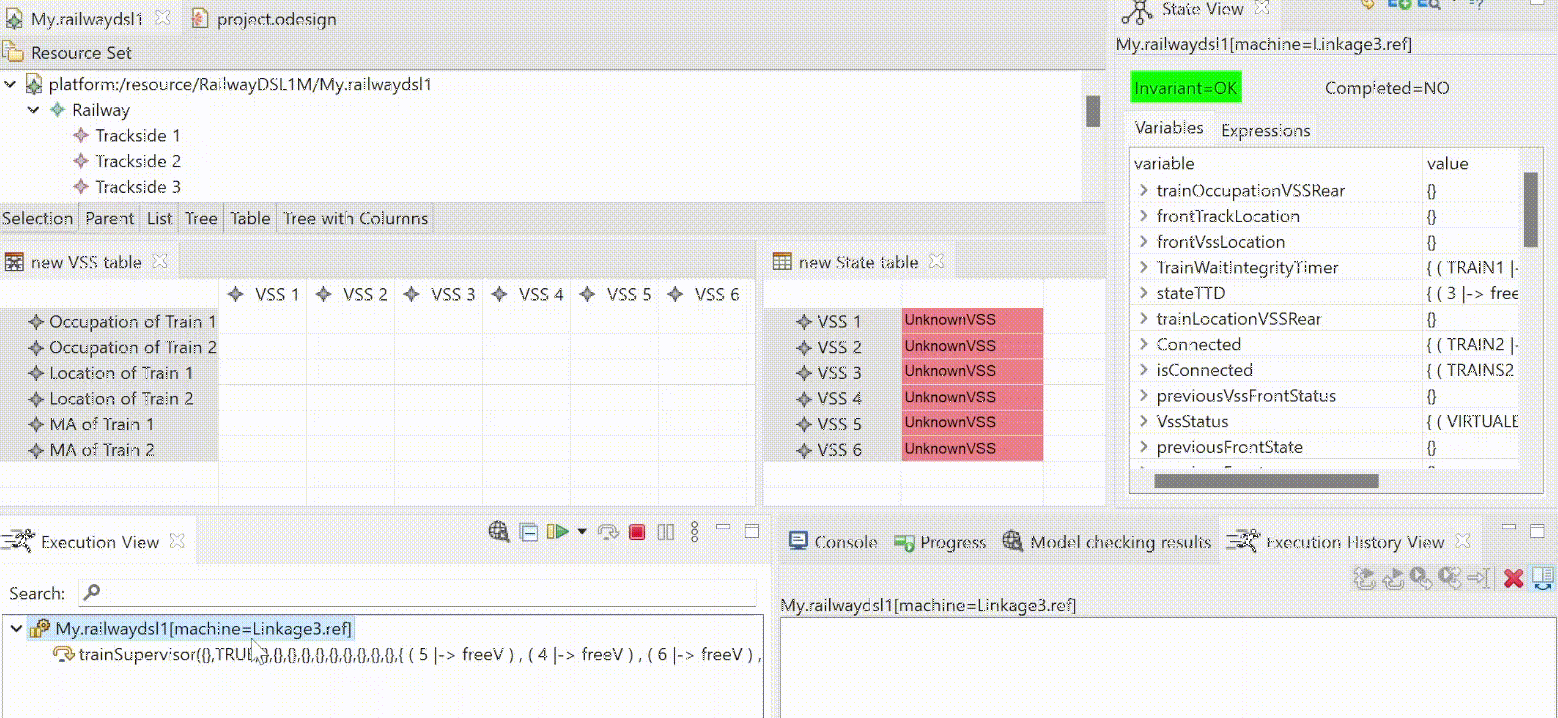 My.railwaydsl1
project.odesign
Resource Set
platform:/resource/RailwayDSL1M/My.railwaydsl1
Railway
Trackside 1
Trackside 2
Trackside 3
Selection Parent List Tree Table Tree with Columns
new VSS table
VSS 1 VSS 2 VSS 3 VSS 4 VSS 5 VSS 6
Occupation of Train 1
Occupation of Train 2
Location of Train 1
Location of Train 2
MA of Train 1
MA of Train 2
new State table
VSS 1 UnknownVSS
VSS 2 UnknownVSS
VSS 3 UnknownVSS
VSS 4 UnknownVSS
VSS 5 UnknownVSS
VSS 6 UnknownVSS
State View
My.railwaydsl1[machine=Linkage3.ref]
Invariant=OK Completed=NO
Variables Expressions
variable value
trainOccupationVSSRear {}
frontTrackLocation {}
frontVssLocation {}
TrainWaitIntegrityTimer { ( TRAIN1 |-
stateTTD { ( 3 |-> free
trainLocationVSSRear {}
Connected { ( TRAIN2 |-
isConnected { ( TRAINS2
previousVssFrontStatus {}
VssStatus { ( VIRTUALE
previousFrontState {}
Execution View
Search:
My.railwaydsl1[machine=Linkage3.ref]
trainSupervisor({},TRUE,{},{},{},{},{},{},{},{},{},{},{ ( 5 |-> freeV ) , ( 4 |-> freeV ) , ( 6 |-> freeV ) ,
Console Progress Model checking results Execution History View
My.railwaydsl1[machine=Linkage3.ref]